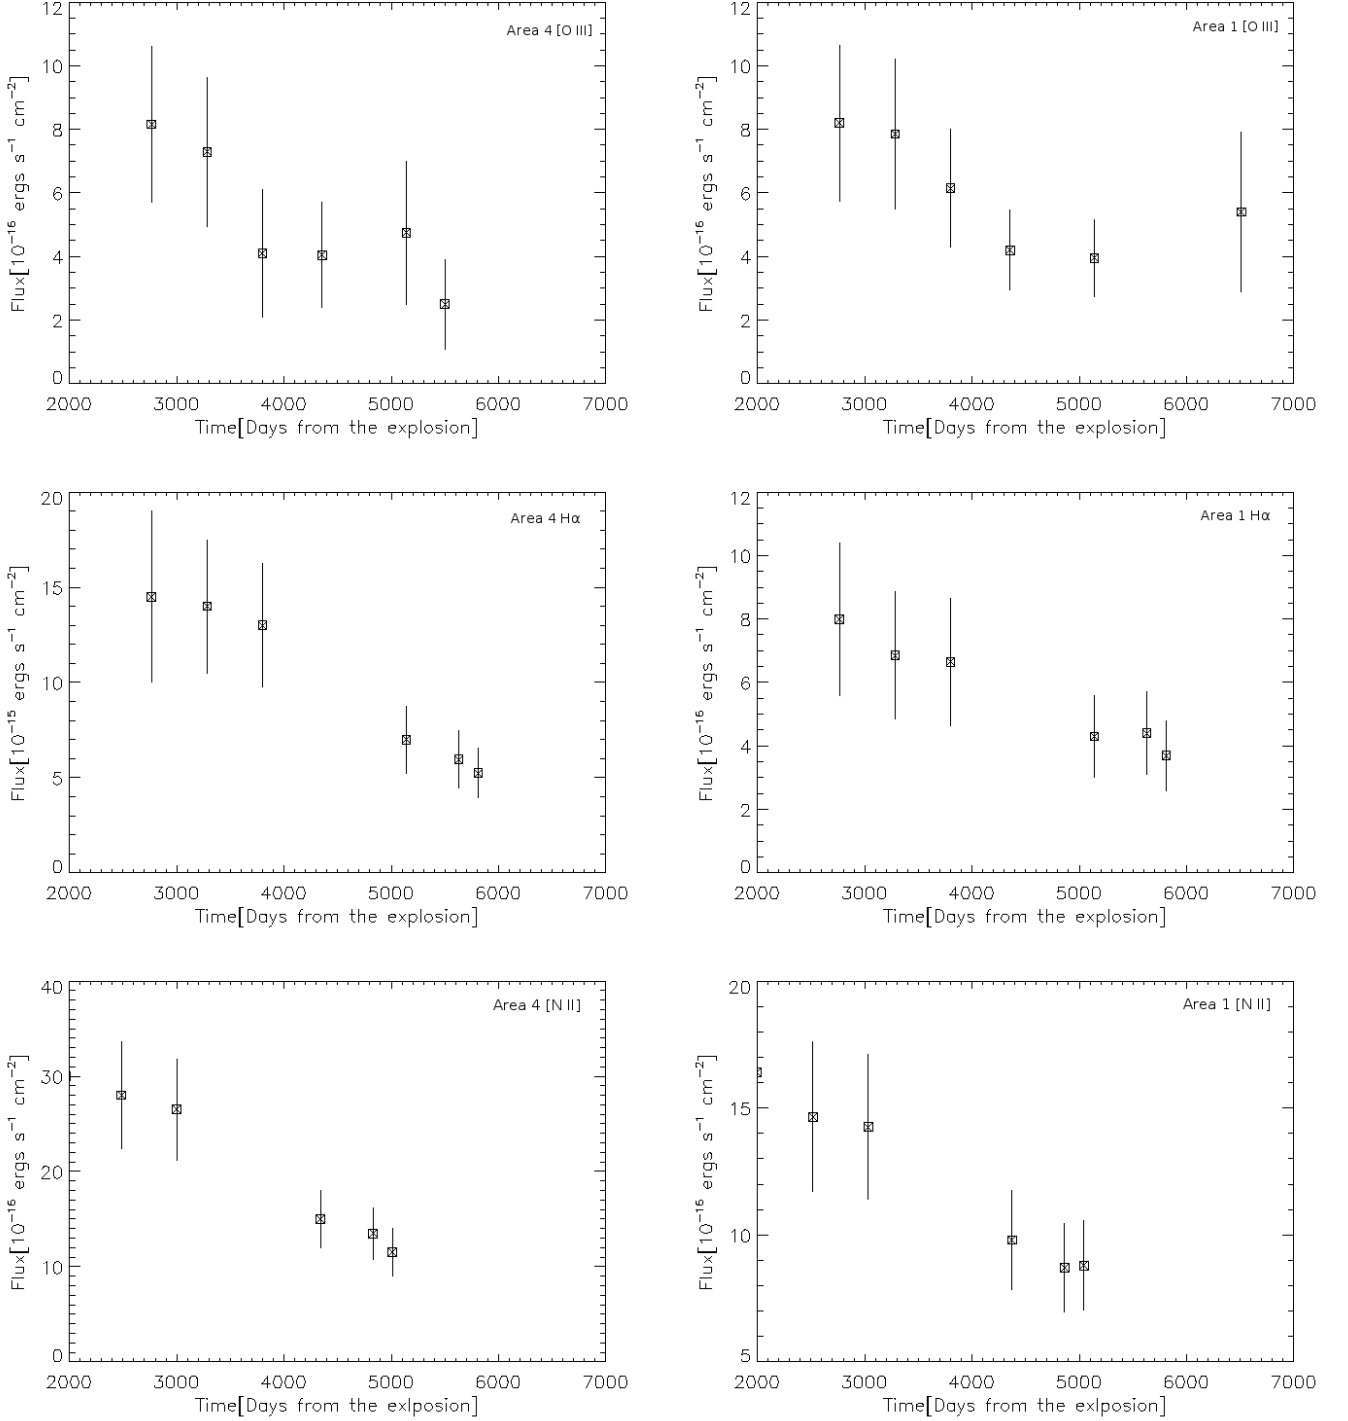 12
10
8
6
4
2
0
Flux[10⁻¹⁶ ergs s⁻¹ cm⁻²]
Area 4 [O III]
2000 3000 4000 5000 6000 7000
Time[Days from the explosion]
12
10
8
6
4
2
0
Flux[10⁻¹⁶ ergs s⁻¹ cm⁻²]
Area 1 [O III]
2000 3000 4000 5000 6000 7000
Time[Days from the explosion]
20
15
10
5
0
Flux[10⁻¹⁵ ergs s⁻¹ cm⁻²]
Area 4 Hα
2000 3000 4000 5000 6000 7000
Time[Days from the explosion]
12
10
8
6
4
2
0
Flux[10⁻¹⁶ ergs s⁻¹ cm⁻²]
Area 1 Hα
2000 3000 4000 5000 6000 7000
Time[Days from the explosion]
40
30
20
10
0
Flux[10⁻¹⁶ ergs s⁻¹ cm⁻²]
Area 4 [N II]
2000 3000 4000 5000 6000 7000
Time[Days from the exlposion]
20
15
10
5
Flux[10⁻¹⁶ ergs s⁻¹ cm⁻²]
Area 1 [N II]
2000 3000 4000 5000 6000 7000
Time[Days from the exlposion]